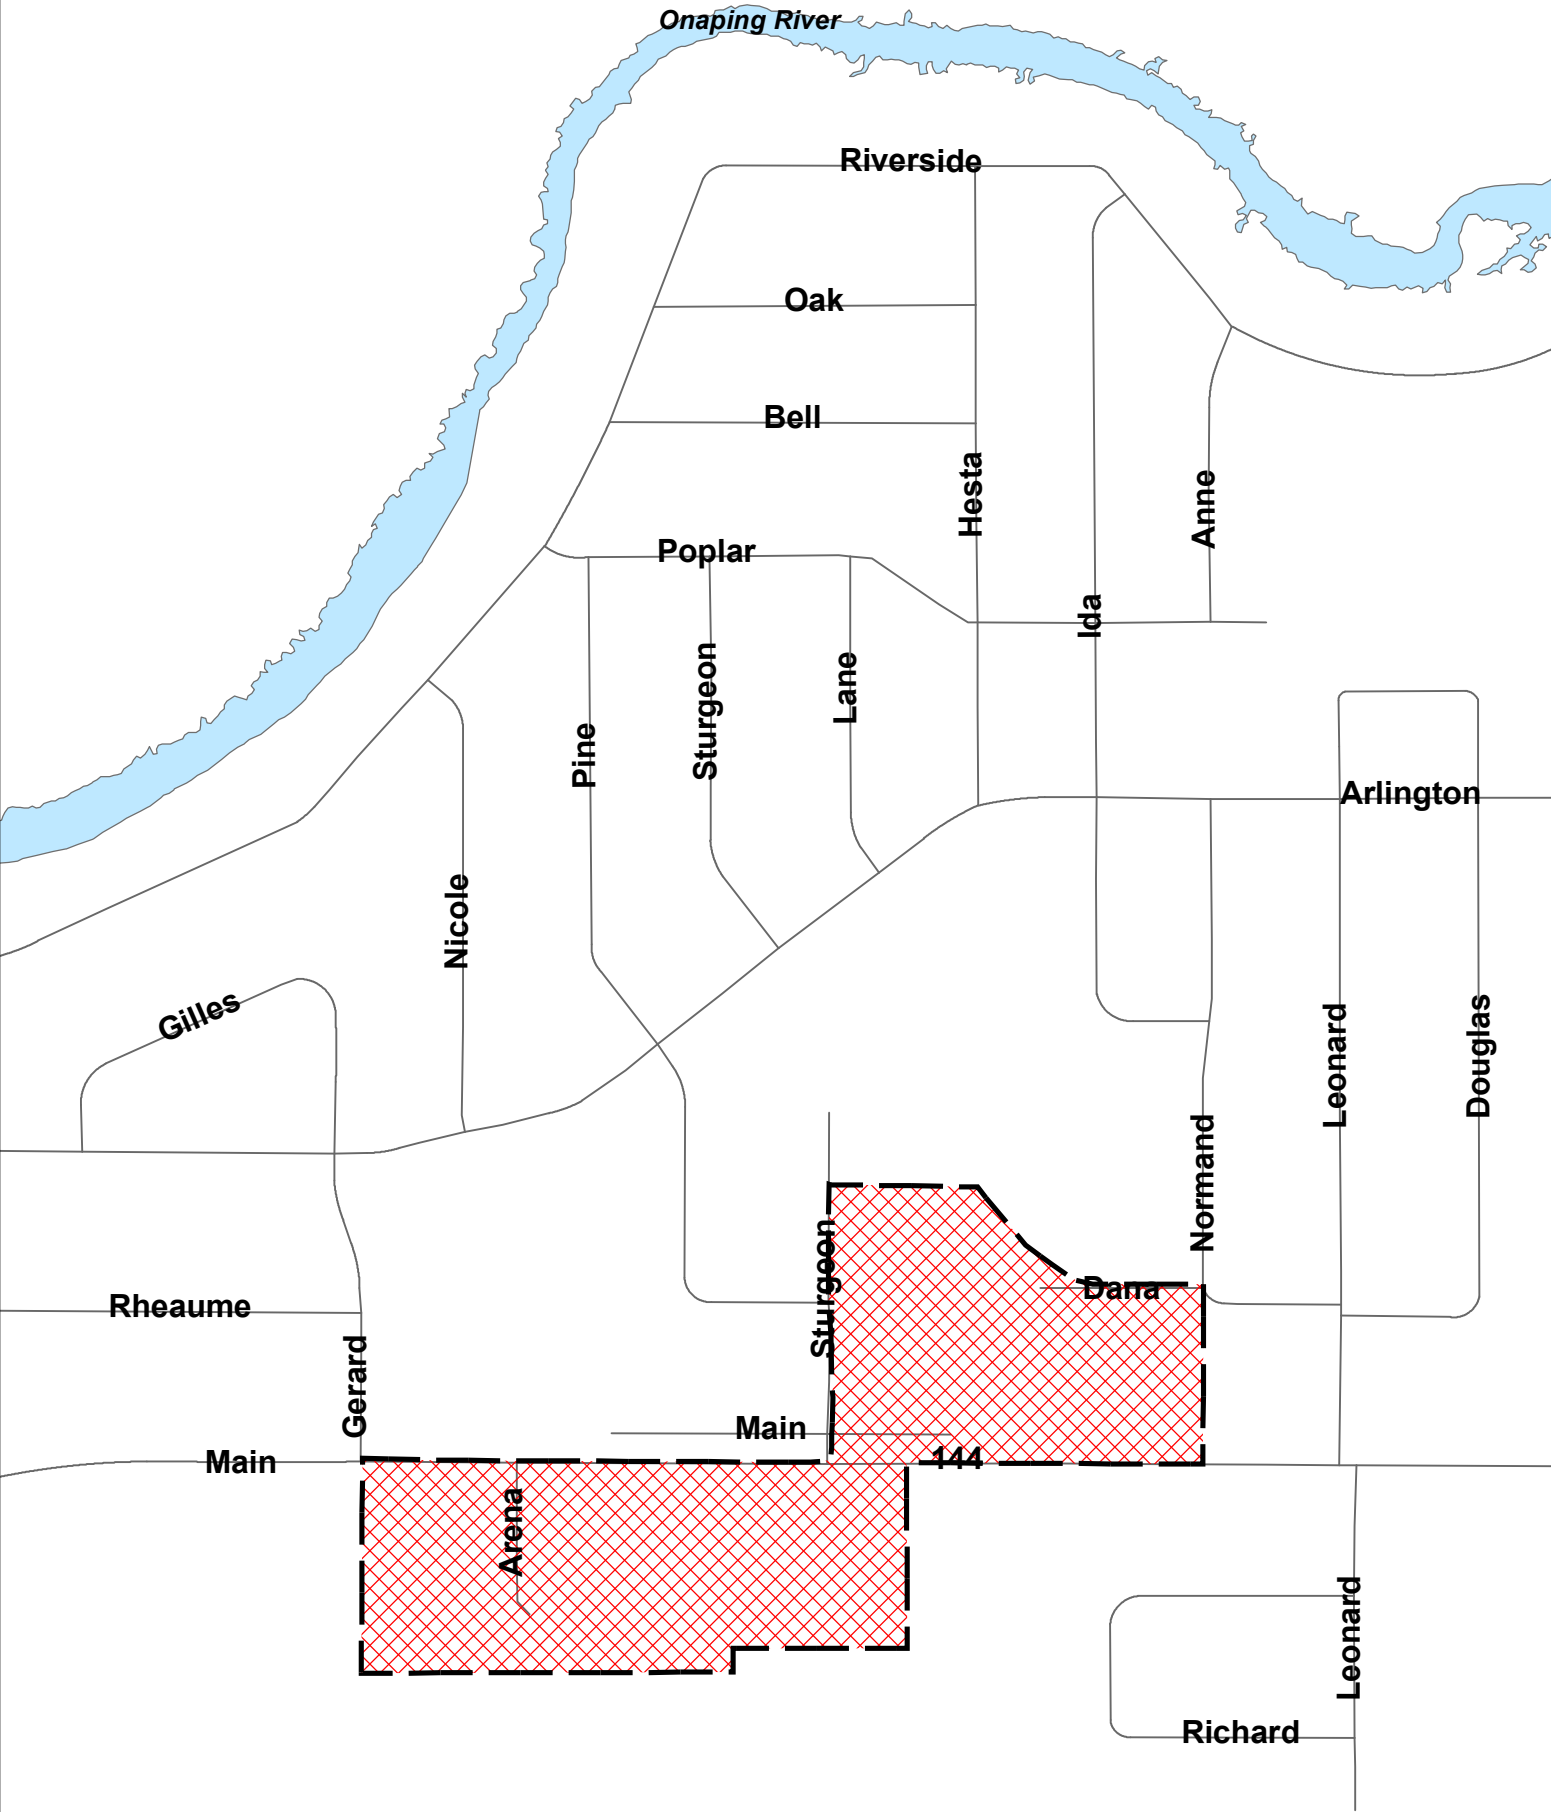 Onaping River
Riverside
Oak
Bell
Hesta
Anne
Poplar
Ida
Sturgeon
Lane
Pine
Arlington
Nicole
Gilles
Leonard
Douglas
Normand
Sturgeon
Dana
Rheaume
Gerard
Main
Main
144
Arena
Leonard
Richard